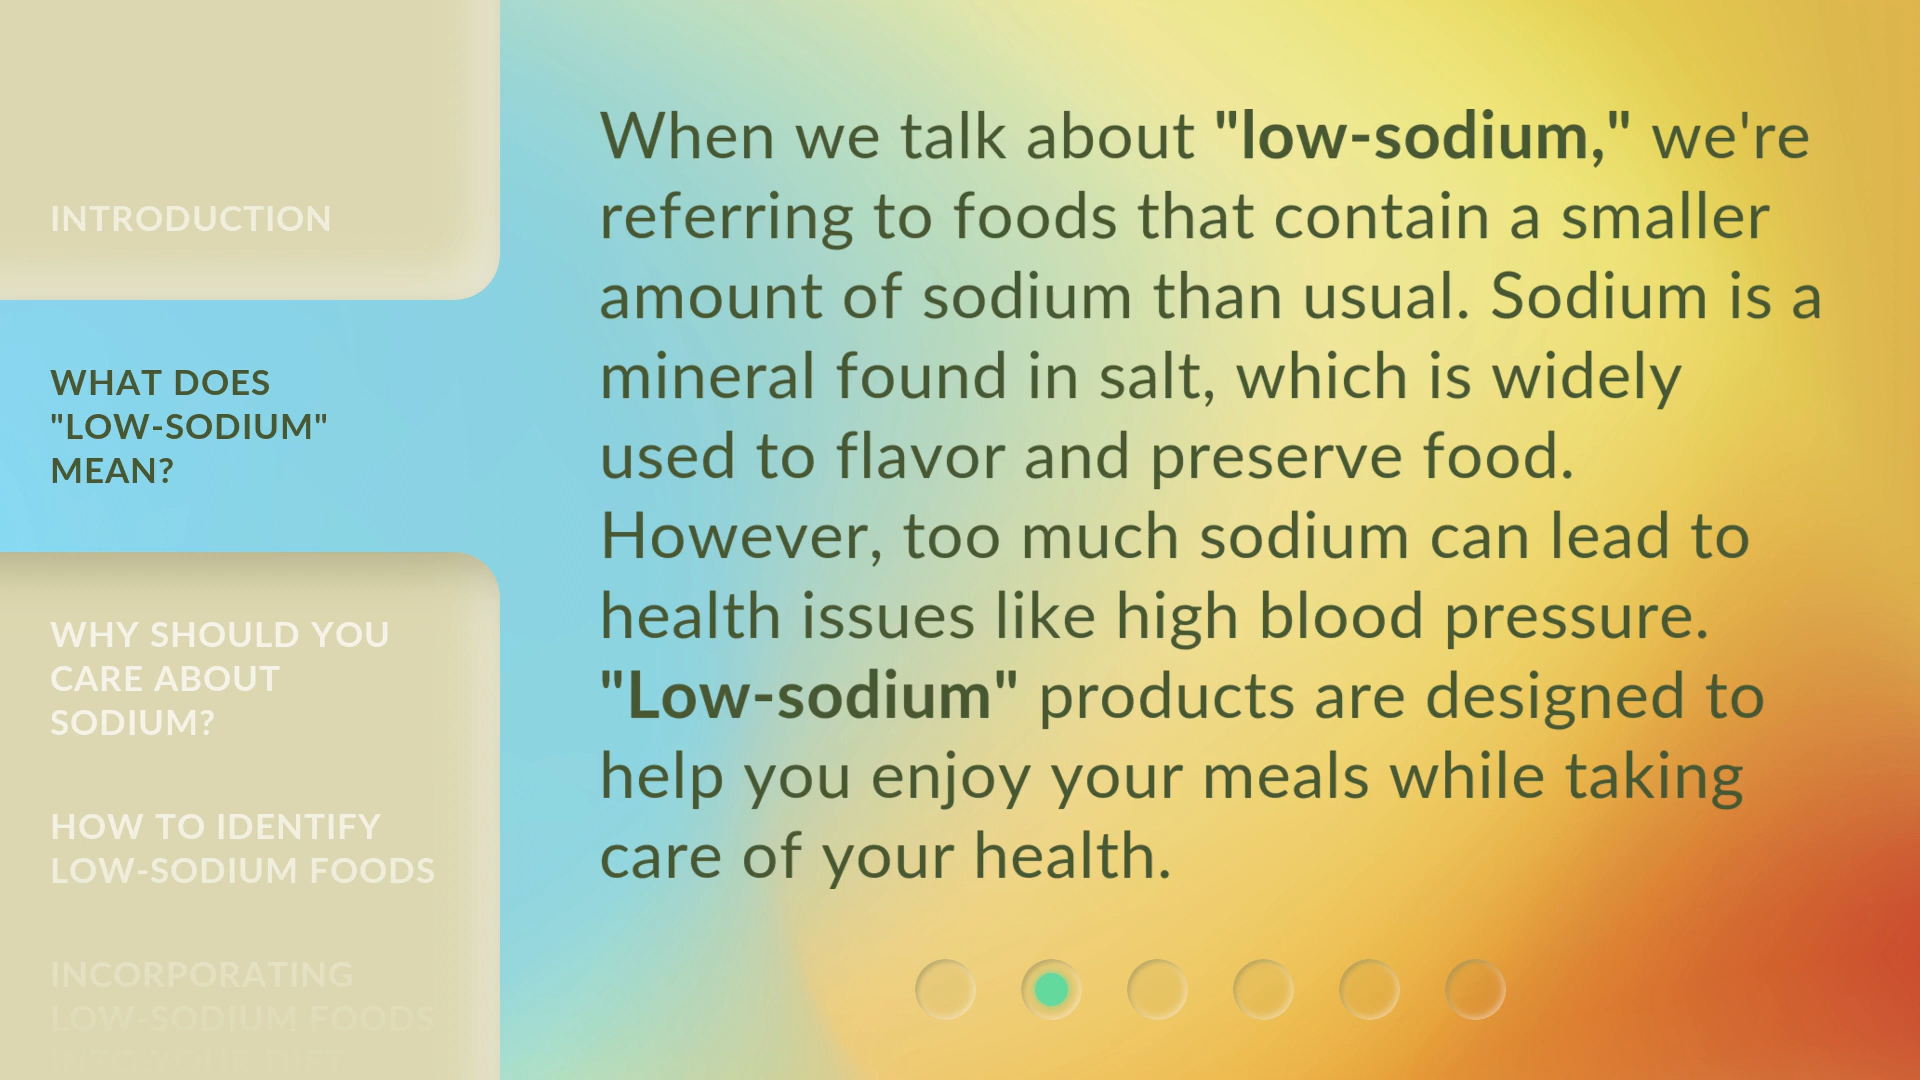 INTRODUCTION
WHAT DOES
"LOW-SODIUM"
MEAN?
WHY SHOULD YOU
CARE ABOUT
SODIUM?
HOW TO IDENTIFY
LOW-SODIUM FOODS
INCORPORATING
LOW-SODIUM FOODS
INTO YOUR DIET
When we talk about "low-sodium," we're
referring to foods that contain a smaller
amount of sodium than usual. Sodium is a
mineral found in salt, which is widely
used to flavor and preserve food.
However, too much sodium can lead to
health issues like high blood pressure.
"Low-sodium" products are designed to
help you enjoy your meals while taking
care of your health.